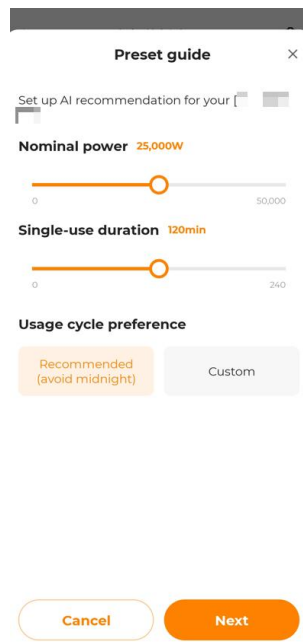 Preset guide
Set up AI recommendation for your [
Nominal power 25,000W
0 50,000
Single-use duration 120min
0 240
Usage cycle preference
Recommended
(avoid midnight)
Custom
Cancel
Next